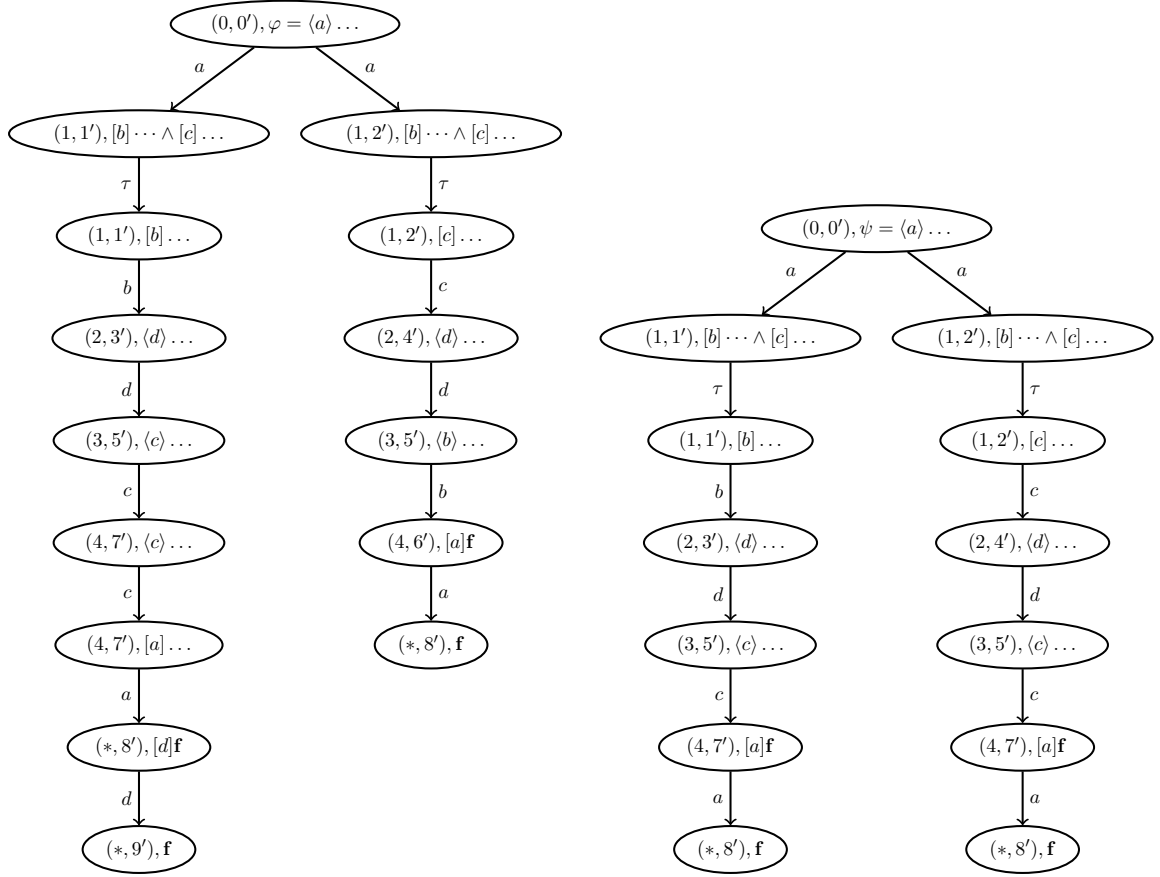 (0, 0′), φ = ⟨a⟩ …
a
a
(1, 1′), [b] ⋯ ∧ [c] …
(1, 2′), [b] ⋯ ∧ [c] …
τ
τ
(1, 1′), [b] …
(1, 2′), [c] …
b
c
(2, 3′), ⟨d⟩ …
(2, 4′), ⟨d⟩ …
d
d
(3, 5′), ⟨c⟩ …
(3, 5′), ⟨b⟩ …
c
b
(4, 7′), ⟨c⟩ …
(4, 6′), [a]f
c
a
(4, 7′), [a] …
(∗, 8′), f
a
(∗, 8′), [d]f
d
(∗, 9′), f
(0, 0′), ψ = ⟨a⟩ …
a
a
(1, 1′), [b] ⋯ ∧ [c] …
(1, 2′), [b] ⋯ ∧ [c] …
τ
τ
(1, 1′), [b] …
(1, 2′), [c] …
b
c
(2, 3′), ⟨d⟩ …
(2, 4′), ⟨d⟩ …
d
d
(3, 5′), ⟨c⟩ …
(3, 5′), ⟨c⟩ …
c
c
(4, 7′), [a]f
(4, 7′), [a]f
a
a
(∗, 8′), f
(∗, 8′), f